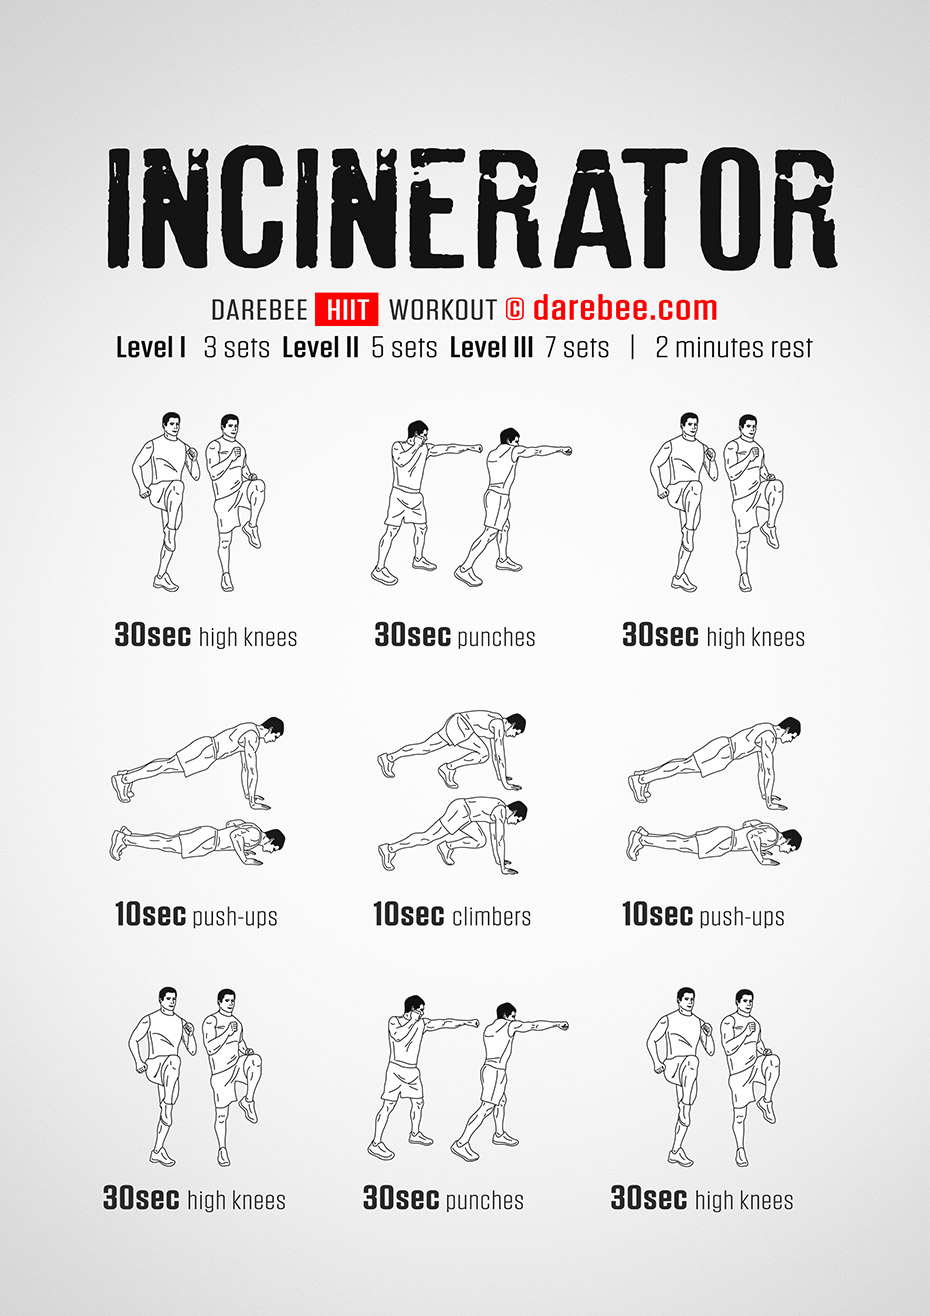 INCINERATOR
DAREBEE HIIT WORKOUT © darebee.com
Level I 3 sets Level II 5 sets Level III 7 sets | 2 minutes rest
30sec high knees
30sec punches
30sec high knees
10sec push-ups
10sec climbers
10sec push-ups
30sec high knees
30sec punches
30sec high knees